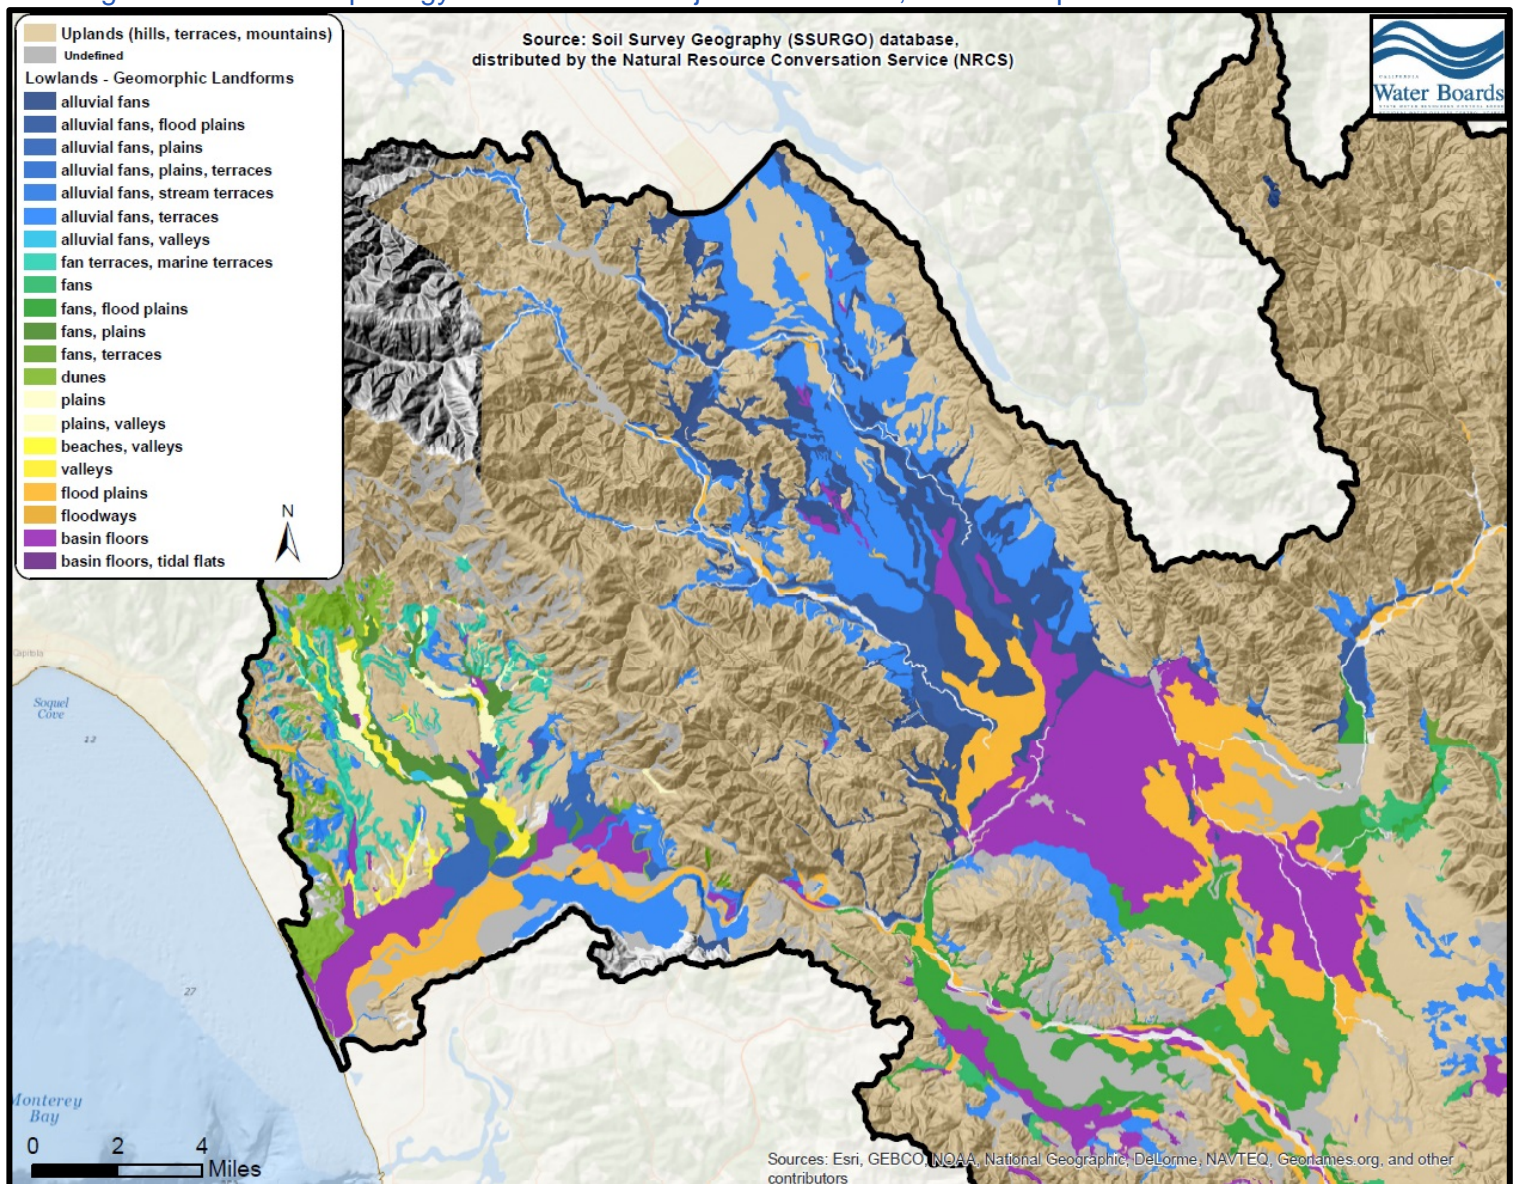 Uplands (hills, terraces, mountains)
Undefined
Lowlands - Geomorphic Landforms
alluvial fans
alluvial fans, flood plains
alluvial fans, plains
alluvial fans, plains, terraces
alluvial fans, stream terraces
alluvial fans, terraces
alluvial fans, valleys
fan terraces, marine terraces
fans
fans, flood plains
fans, plains
fans, terraces
dunes
plains
plains, valleys
beaches, valleys
valleys
flood plains
floodways
basin floors
basin floors, tidal flats
N
Source: Soil Survey Geography (SSURGO) database,
distributed by the Natural Resource Conversation Service (NRCS)
CALIFORNIA
Water Boards
Capitola
Soquel
Cove
12
27
Monterey
Bay
0 2 4
Miles
Sources: Esri, GEBCO, NOAA, National Geographic, DeLorme, NAVTEQ, Geonames.org, and other
contributors